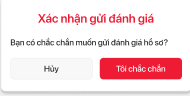 Xác nhận gửi đánh giá
Bạn có chắc chắn muốn gửi đánh giá hồ sơ?
Hủy
Tôi chắc chắn